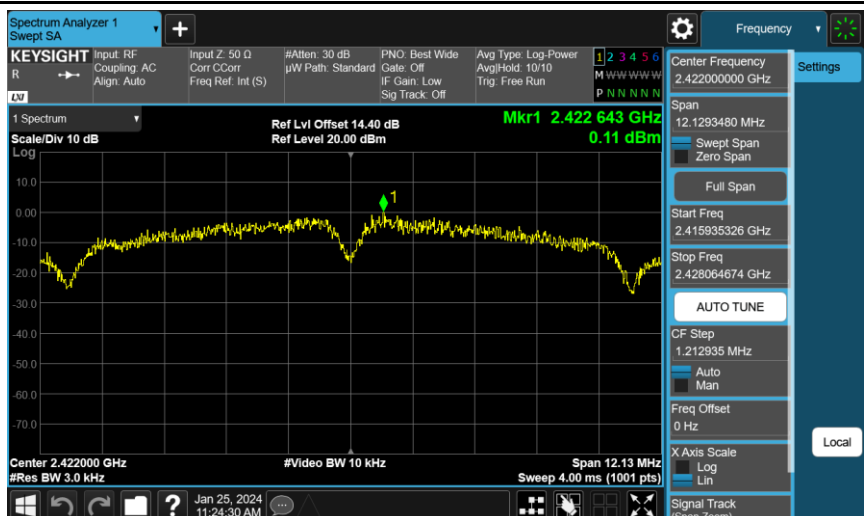 Spectrum Analyzer 1
Swept SA
+
Frequency
KEYSIGHT
R
LXI
Input: RF
Coupling: AC
Align: Auto
Input Z: 50 Ω
Corr CCorr
Freq Ref: Int (S)
#Atten: 30 dB
µW Path: Standard
PNO: Best Wide
Gate: Off
IF Gain: Low
Sig Track: Off
Avg Type: Log-Power
Avg|Hold: 10/10
Trig: Free Run
1 2 3 4 5 6
M W W W W W
P N N N N N
1 Spectrum
Scale/Div 10 dB
Log
Ref Lvl Offset 14.40 dB
Ref Level 20.00 dBm
Mkr1 2.422 643 GHz
0.11 dBm
10.0
0.00
-10.0
-20.0
-30.0
-40.0
-50.0
-60.0
-70.0
1
Center 2.422000 GHz
#Res BW 3.0 kHz
#Video BW 10 kHz
Span 12.13 MHz
Sweep 4.00 ms (1001 pts)
Center Frequency
2.422000000 GHz
Span
12.1293480 MHz
Swept Span
Zero Span
Full Span
Start Freq
2.415935326 GHz
Stop Freq
2.428064674 GHz
AUTO TUNE
CF Step
1.212935 MHz
Auto
Man
Freq Offset
0 Hz
X Axis Scale
Log
Lin
Signal Track
(Span Zoom)
Settings
Local
?
Jan 25, 2024
11:24:30 AM